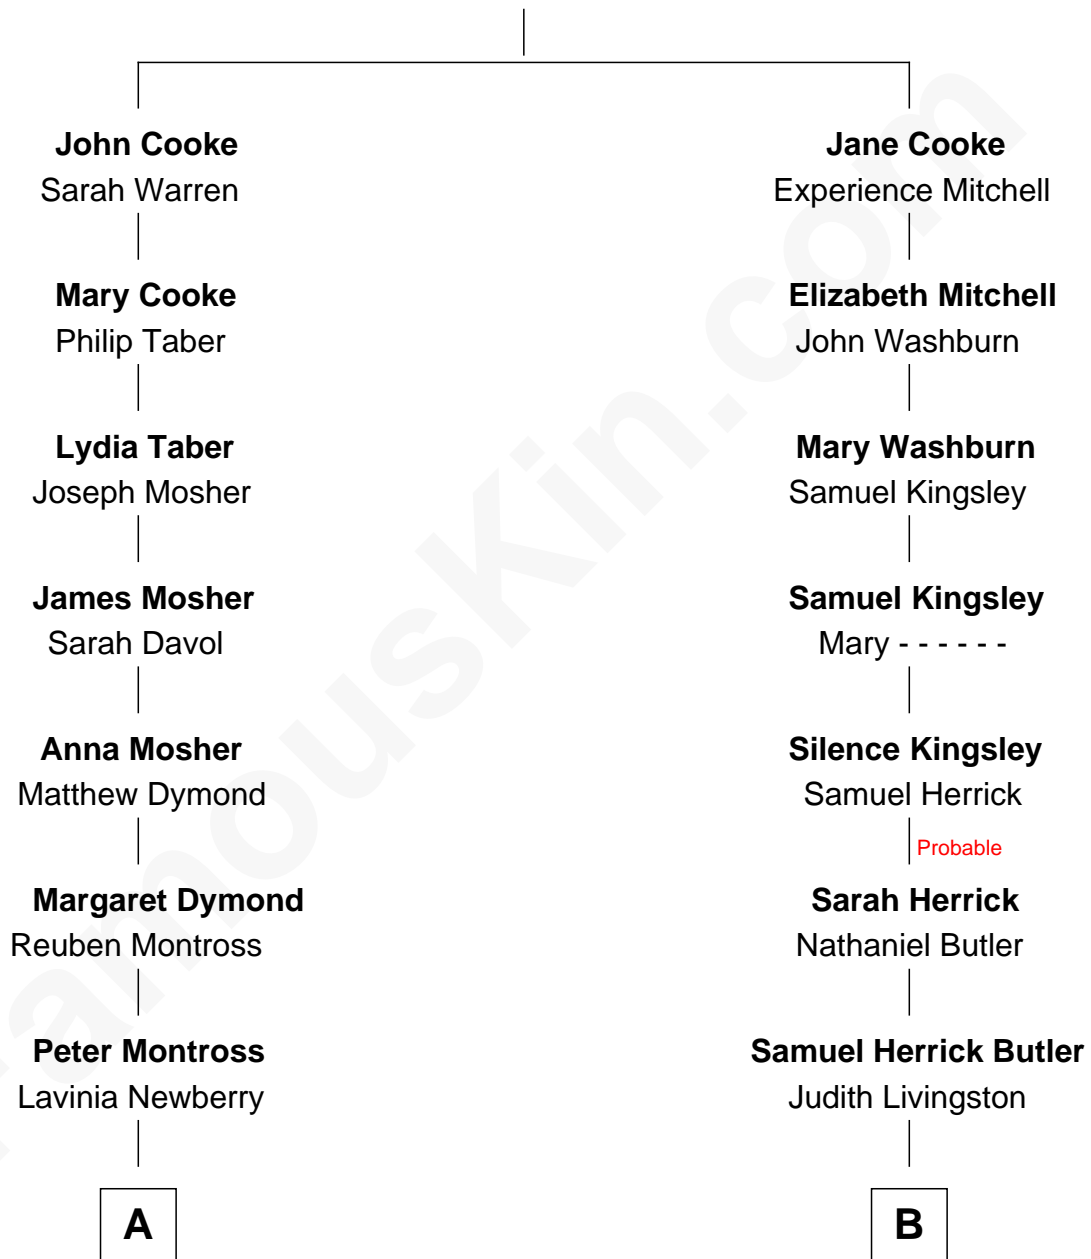 John Cooke
Sarah Warren
Jane Cooke
Experience Mitchell
Mary Cooke
Philip Taber
Elizabeth Mitchell
John Washburn
Lydia Taber
Joseph Mosher
Mary Washburn
Samuel Kingsley
James Mosher
Sarah Davol
Samuel Kingsley
Mary - - - - - -
Anna Mosher
Matthew Dymond
Silence Kingsley
Samuel Herrick
Probable
Margaret Dymond
Reuben Montross
Sarah Herrick
Nathaniel Butler
Peter Montross
Lavinia Newberry
Samuel Herrick Butler
Judith Livingston
A
B
FamousKin.com